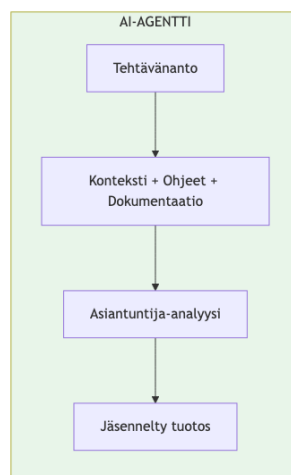 AI-AGENTTI
Tehtävänanto
Konteksti + Ohjeet +
Dokumentaatio
Asiantuntija-analyysi
Jäsennelty tuotos